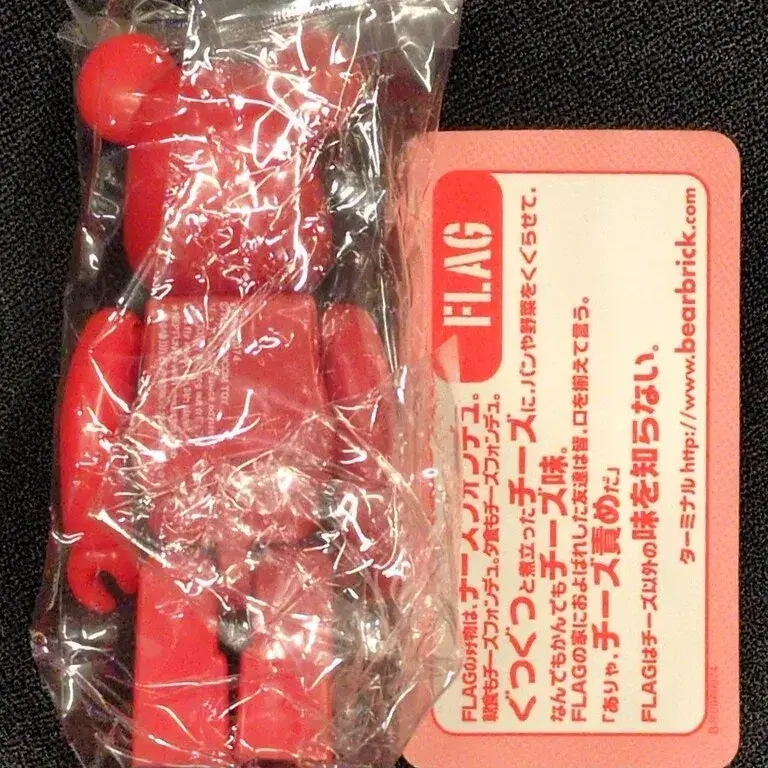 FLAG
FLAGの好物は、チーズフォンデュ。
朝食もチーズフォンデュ。夕食もチーズフォンデュ。
ぐつぐつと煮立ったチーズに、パンや野菜をくぐらせて、
なんでもかんでもチーズ味。
FLAGの家におよばれした友達は皆、口を揃えて言う。
「ありゃ、チーズ責めだ」
FLAGはチーズ以外の味を知らない。
ターミナル http://www.bearbrick.com